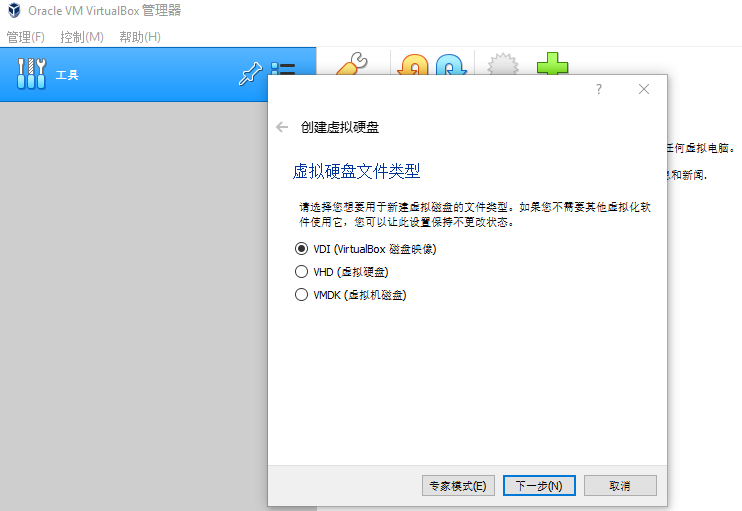 Oracle VM VirtualBox 管理器
管理(F) 控制(M) 帮助(H)
工具
?
创建虚拟硬盘
任何虚拟电脑。
虚拟硬盘文件类型
和新闻.
请选择您想要用于新建虚拟磁盘的文件类型。如果您不需要其他虚拟化软
件使用它，您可以让此设置保持不更改状态。
VDI (VirtualBox 磁盘映像)
VHD (虚拟硬盘)
VMDK (虚拟机磁盘)
专家模式(E) 下一步(N) 取消